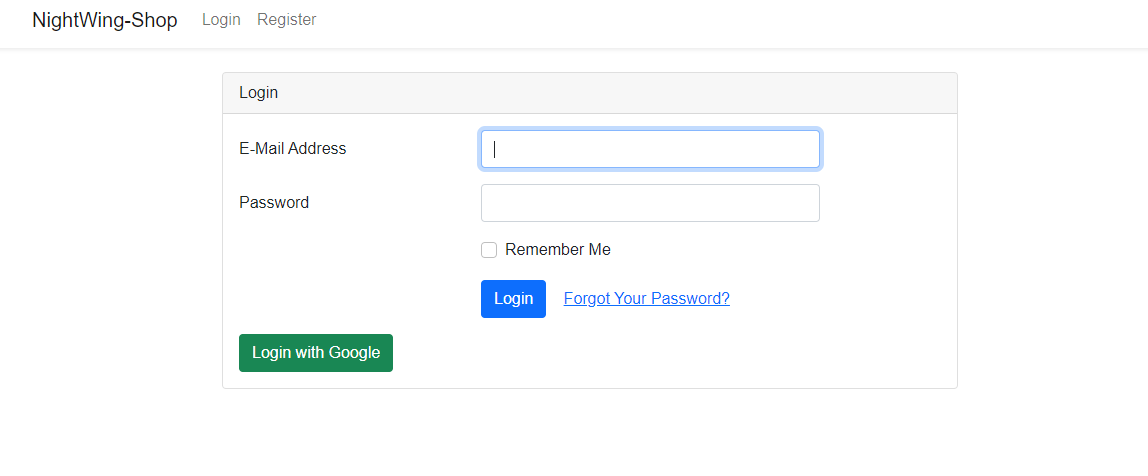 NightWing-Shop Login Register
Login
E-Mail Address
Password
Remember Me
Login Forgot Your Password?
Login with Google